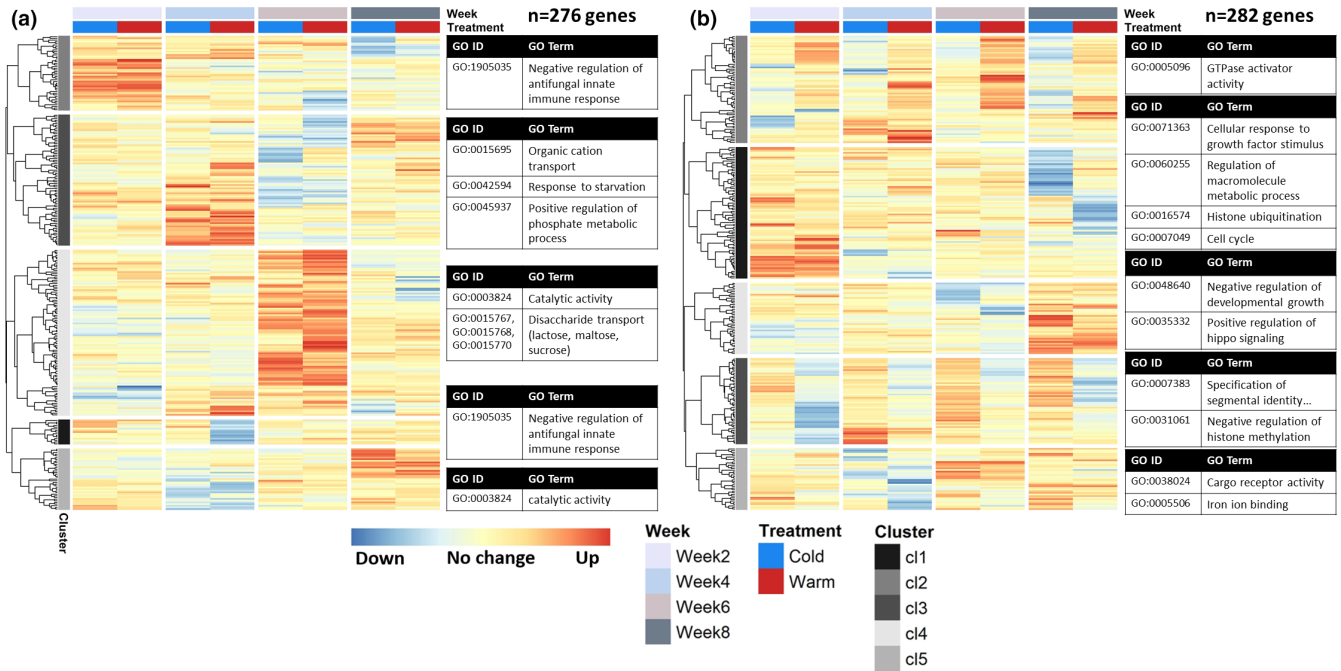 (a)
Week
Treatment
n=276 genes
GO ID GO Term
GO:1905035 Negative regulation of
antifungal innate
immune response
GO ID GO Term
GO:0015695 Organic cation
transport
GO:0042594 Response to starvation
GO:0045937 Positive regulation of
phosphate metabolic
process
GO ID GO Term
GO:0003824 Catalytic activity
GO:0015767, Disaccharide transport
GO:0015768, (lactose, maltose,
GO:0015770 sucrose)
GO ID GO Term
GO:1905035 Negative regulation of
antifungal innate
immune response
GO ID GO Term
GO:0003824 catalytic activity
Cluster
(b)
Week
Treatment
n=282 genes
GO ID GO Term
GO:0005096 GTPase activator
activity
GO ID GO Term
GO:0071363 Cellular response to
growth factor stimulus
GO:0060255 Regulation of
macromolecule
metabolic process
GO:0016574 Histone ubiquitination
GO:0007049 Cell cycle
GO ID GO Term
GO:0048640 Negative regulation of
developmental growth
GO:0035332 Positive regulation of
hippo signaling
GO ID GO Term
GO:0007383 Specification of
segmental identity...
GO:0031061 Negative regulation of
histone methylation
GO ID GO Term
GO:0038024 Cargo receptor activity
GO:0005506 Iron ion binding
Down No change Up
Week
Week2
Week4
Week6
Week8
Treatment
Cold
Warm
Cluster
cl1
cl2
cl3
cl4
cl5